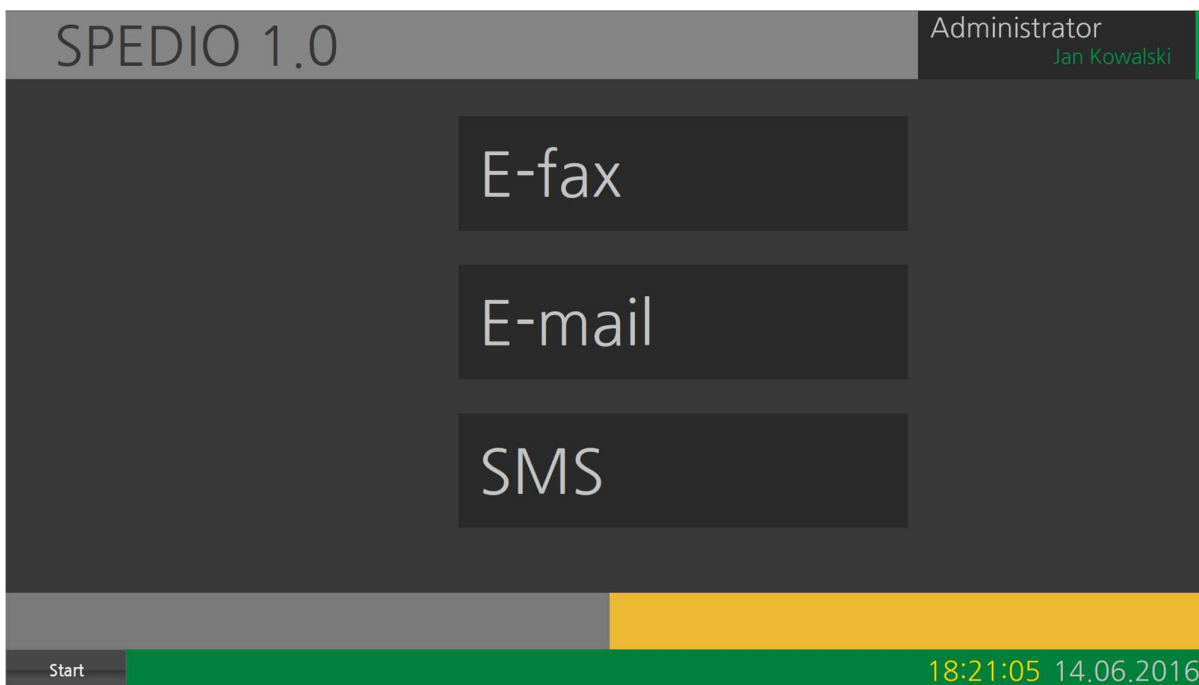 SPEDIO 1.0
Administrator
Jan Kowalski
E-fax
E-mail
SMS
Start
18:21:05 14.06.2016